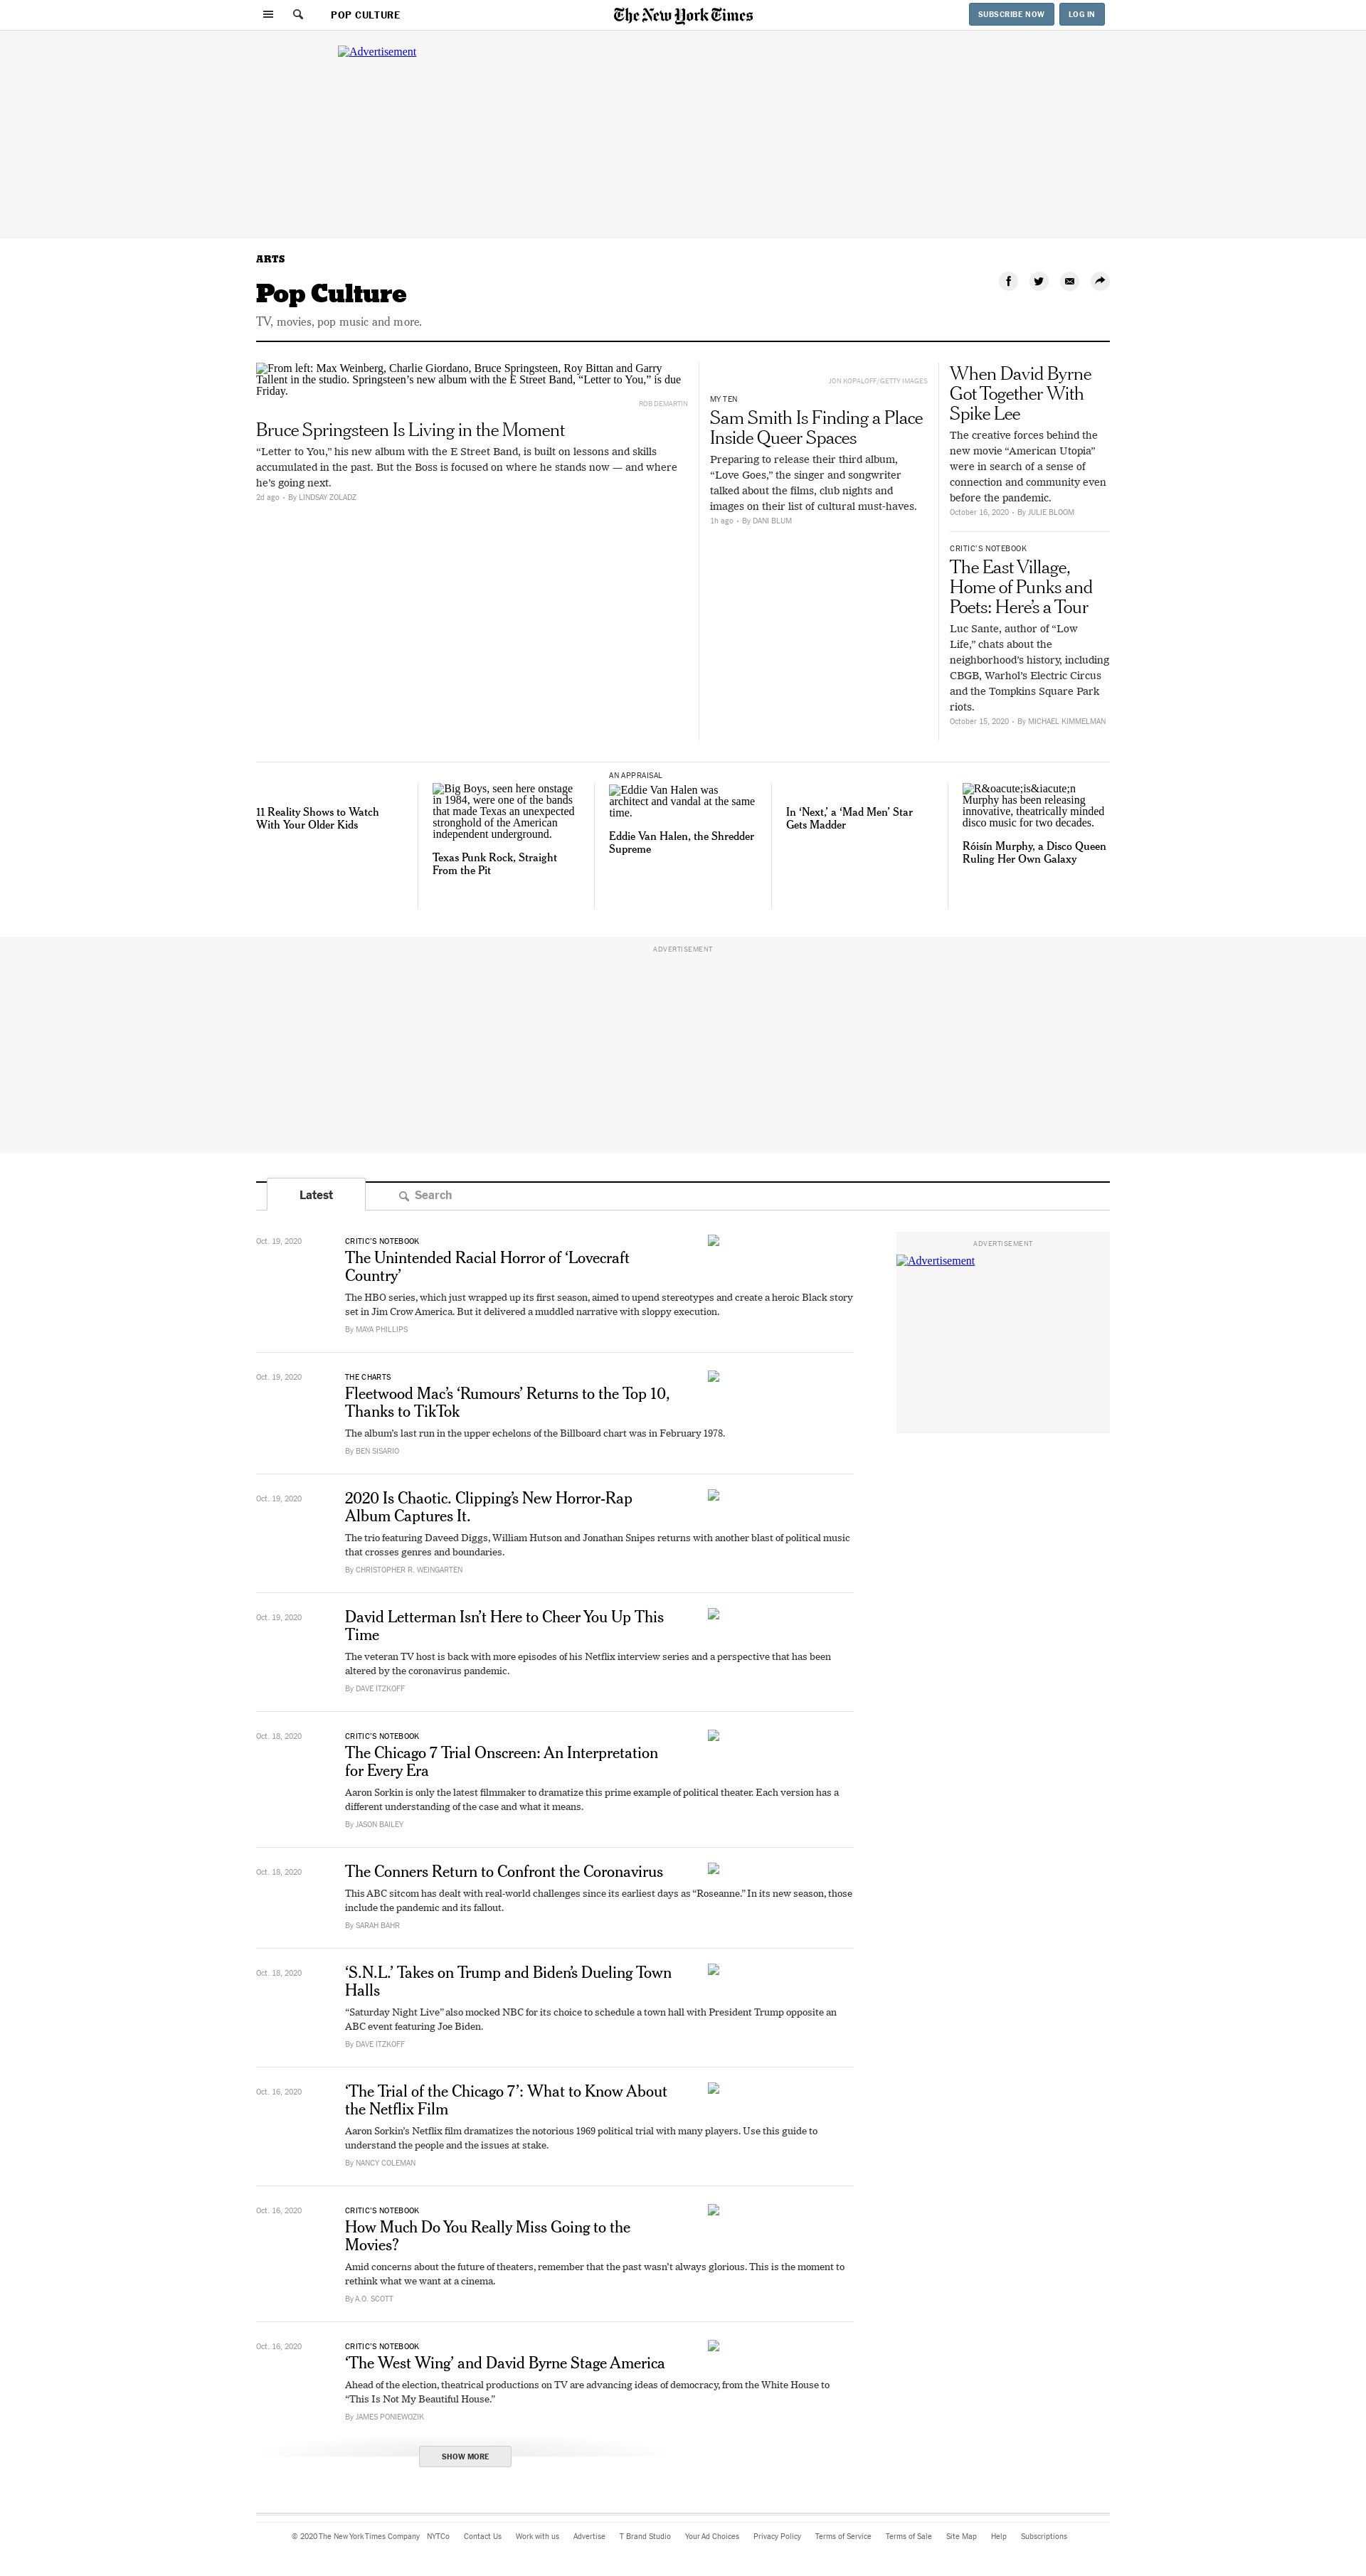 POP CULTURE
The New York Times
SUBSCRIBE NOW
LOG IN
Advertisement
ARTS
Pop Culture
TV, movies, pop music and more.
From left: Max Weinberg, Charlie Giordano, Bruce Springsteen, Roy Bittan and Garry
Tallent in the studio. Springsteen’s new album with the E Street Band, “Letter to You,” is due
Friday.
ROB DEMARTIN
Bruce Springsteen Is Living in the Moment
“Letter to You,” his new album with the E Street Band, is built on lessons and skills
accumulated in the past. But the Boss is focused on where he stands now — and where
he’s going next.
2d ago • By LINDSAY ZOLADZ
JON KOPALOFF/GETTY IMAGES
MY TEN
Sam Smith Is Finding a Place
Inside Queer Spaces
Preparing to release their third album,
“Love Goes,” the singer and songwriter
talked about the films, club nights and
images on their list of cultural must-haves.
1h ago • By DANI BLUM
When David Byrne
Got Together With
Spike Lee
The creative forces behind the
new movie “American Utopia”
were in search of a sense of
connection and community even
before the pandemic.
October 16, 2020 • By JULIE BLOOM
CRITIC’S NOTEBOOK
The East Village,
Home of Punks and
Poets: Here’s a Tour
Luc Sante, author of “Low
Life,” chats about the
neighborhood’s history, including
CBGB, Warhol’s Electric Circus
and the Tompkins Square Park
riots.
October 15, 2020 • By MICHAEL KIMMELMAN
11 Reality Shows to Watch
With Your Older Kids
Big Boys, seen here onstage
in 1984, were one of the bands
that made Texas an unexpected
stronghold of the American
independent underground.
Texas Punk Rock, Straight
From the Pit
AN APPRAISAL
Eddie Van Halen was
architect and vandal at the same
time.
Eddie Van Halen, the Shredder
Supreme
In ‘Next,’ a ‘Mad Men’ Star
Gets Madder
R&oacute;is&iacute;n
Murphy has been releasing
innovative, theatrically minded
disco music for two decades.
Róisín Murphy, a Disco Queen
Ruling Her Own Galaxy
ADVERTISEMENT
Latest
Search
Oct. 19, 2020
CRITIC’S NOTEBOOK
The Unintended Racial Horror of ‘Lovecraft
Country’
The HBO series, which just wrapped up its first season, aimed to upend stereotypes and create a heroic Black story
set in Jim Crow America. But it delivered a muddled narrative with sloppy execution.
By MAYA PHILLIPS
ADVERTISEMENT
Advertisement
Oct. 19, 2020
THE CHARTS
Fleetwood Mac’s ‘Rumours’ Returns to the Top 10,
Thanks to TikTok
The album’s last run in the upper echelons of the Billboard chart was in February 1978.
By BEN SISARIO
Oct. 19, 2020
2020 Is Chaotic. Clipping’s New Horror-Rap
Album Captures It.
The trio featuring Daveed Diggs, William Hutson and Jonathan Snipes returns with another blast of political music
that crosses genres and boundaries.
By CHRISTOPHER R. WEINGARTEN
Oct. 19, 2020
David Letterman Isn’t Here to Cheer You Up This
Time
The veteran TV host is back with more episodes of his Netflix interview series and a perspective that has been
altered by the coronavirus pandemic.
By DAVE ITZKOFF
Oct. 18, 2020
CRITIC’S NOTEBOOK
The Chicago 7 Trial Onscreen: An Interpretation
for Every Era
Aaron Sorkin is only the latest filmmaker to dramatize this prime example of political theater. Each version has a
different understanding of the case and what it means.
By JASON BAILEY
Oct. 18, 2020
The Conners Return to Confront the Coronavirus
This ABC sitcom has dealt with real-world challenges since its earliest days as “Roseanne.” In its new season, those
include the pandemic and its fallout.
By SARAH BAHR
Oct. 18, 2020
‘S.N.L.’ Takes on Trump and Biden’s Dueling Town
Halls
“Saturday Night Live” also mocked NBC for its choice to schedule a town hall with President Trump opposite an
ABC event featuring Joe Biden.
By DAVE ITZKOFF
Oct. 16, 2020
‘The Trial of the Chicago 7’: What to Know About
the Netflix Film
Aaron Sorkin’s Netflix film dramatizes the notorious 1969 political trial with many players. Use this guide to
understand the people and the issues at stake.
By NANCY COLEMAN
Oct. 16, 2020
CRITIC’S NOTEBOOK
How Much Do You Really Miss Going to the
Movies?
Amid concerns about the future of theaters, remember that the past wasn’t always glorious. This is the moment to
rethink what we want at a cinema.
By A.O. SCOTT
Oct. 16, 2020
CRITIC’S NOTEBOOK
‘The West Wing’ and David Byrne Stage America
Ahead of the election, theatrical productions on TV are advancing ideas of democracy, from the White House to
“This Is Not My Beautiful House.”
By JAMES PONIEWOZIK
SHOW MORE
© 2020 The New York Times Company NYTCo Contact Us Work with us Advertise T Brand Studio Your Ad Choices Privacy Policy Terms of Service Terms of Sale Site Map Help Subscriptions